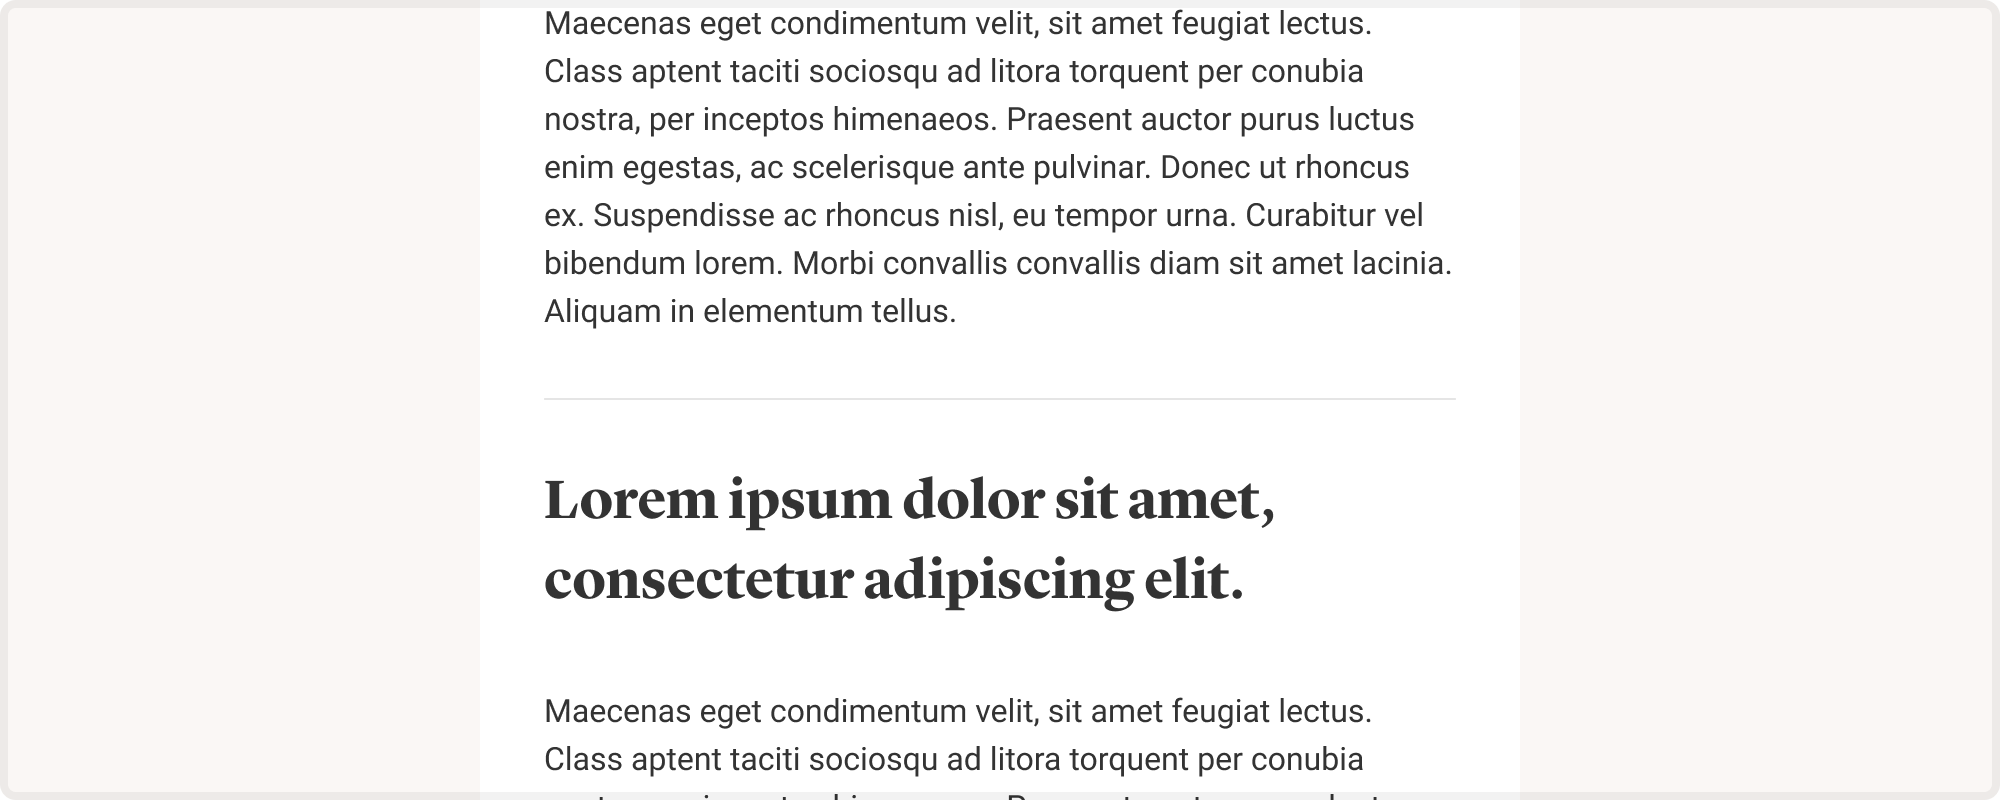 Maecenas eget condimentum velit, sit amet feugiat lectus.
Class aptent taciti sociosqu ad litora torquent per conubia
nostra, per inceptos himenaeos. Praesent auctor purus luctus
enim egestas, ac scelerisque ante pulvinar. Donec ut rhoncus
ex. Suspendisse ac rhoncus nisl, eu tempor urna. Curabitur vel
bibendum lorem. Morbi convallis convallis diam sit amet lacinia.
Aliquam in elementum tellus.
Lorem ipsum dolor sit amet,
consectetur adipiscing elit.
Maecenas eget condimentum velit, sit amet feugiat lectus.
Class aptent taciti sociosqu ad litora torquent per conubia